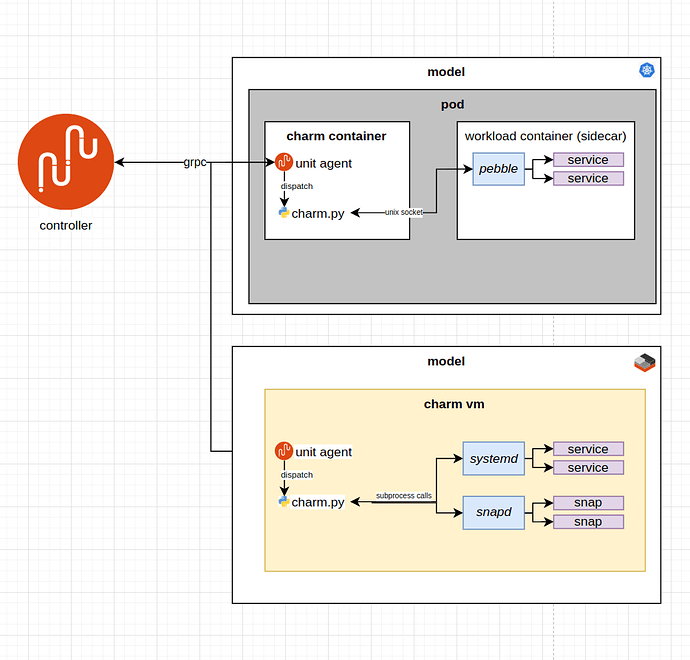 model
pod
charm container
workload container (sidecar)
grpc
unit agent
dispatch
charm.py
unix socket
pebble
service
service
controller
model
charm vm
unit agent
dispatch
charm.py
subprocess calls
systemd
service
service
snapd
snap
snap